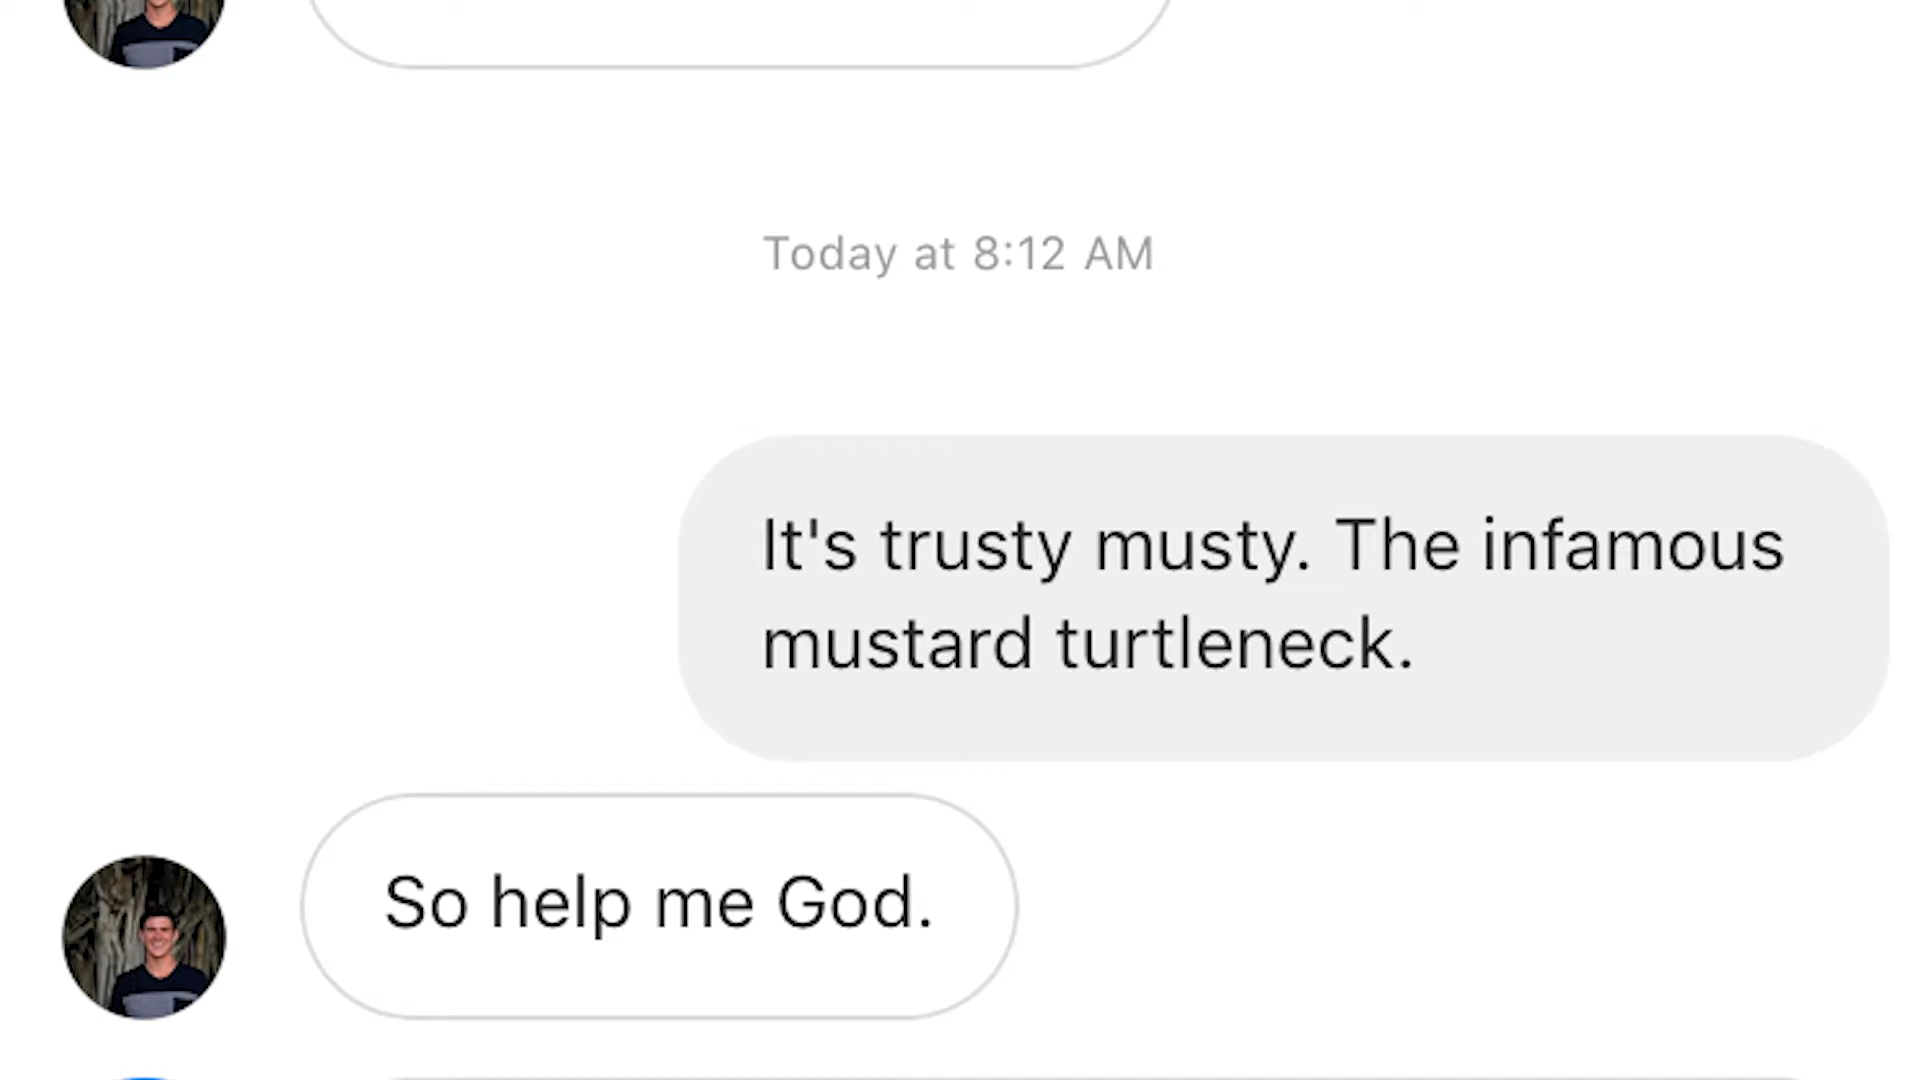 Today at 8:12 AM
It's trusty musty. The infamous
mustard turtleneck.
So help me God.